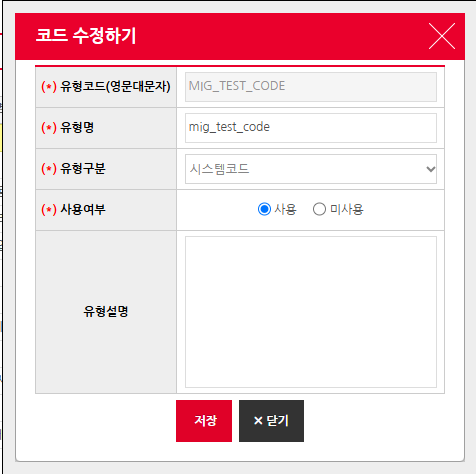 코드 수정하기
(*) 유형코드(영문대문자) MIG_TEST_CODE
(*) 유형명 mig_test_code
(*) 유형구분 시스템코드
(*) 사용여부 사용 미사용
유형설명
저장 × 닫기